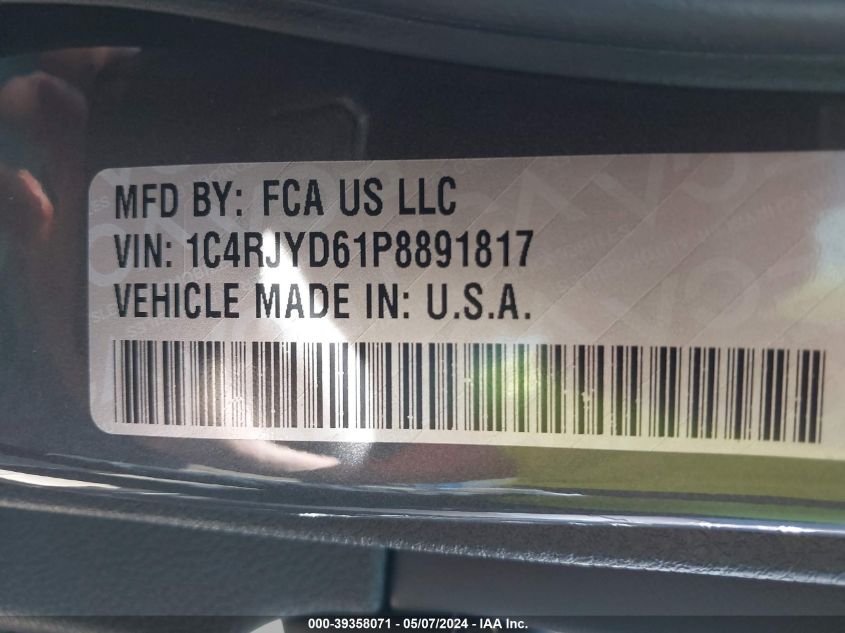 MFD BY: FCA US LLC
VIN: 1C4RJYD61P8891817
VEHICLE MADE IN: U.S.A.
000-39358071 - 05/07/2024 - IAA Inc.